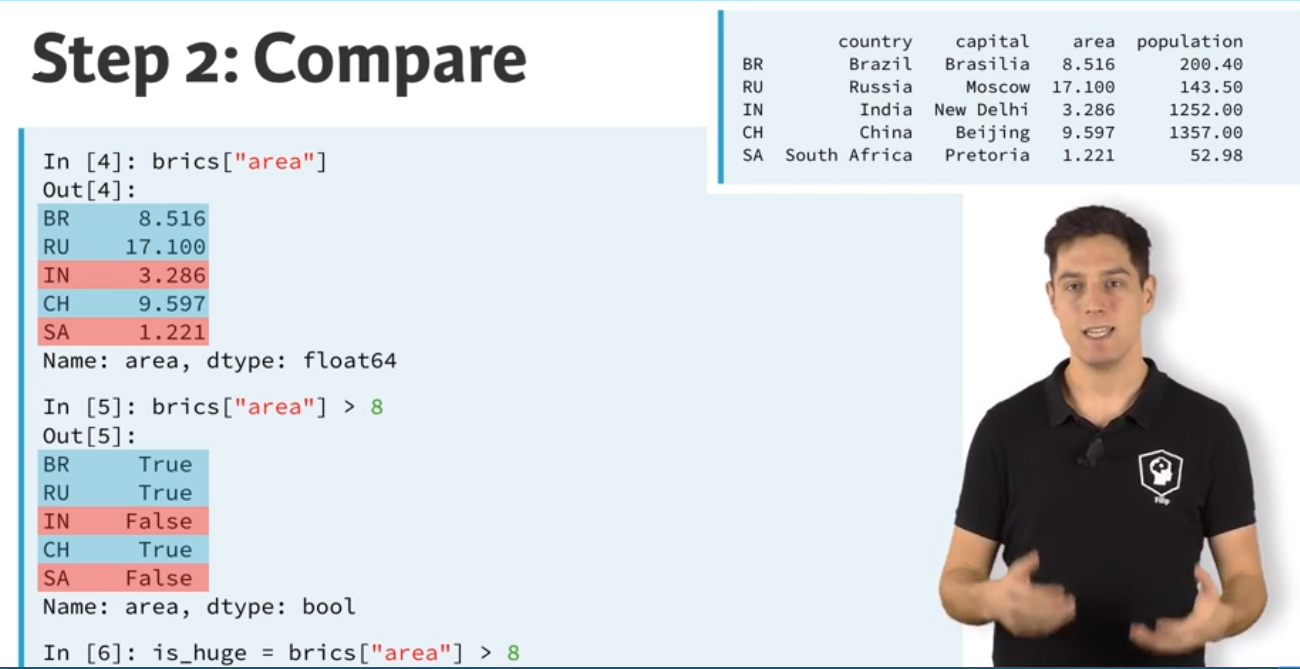 Step 2: Compare
country capital area population
BR Brazil Brasilia 8.516 200.40
RU Russia Moscow 17.100 143.50
IN India New Delhi 3.286 1252.00
CH China Beijing 9.597 1357.00
SA South Africa Pretoria 1.221 52.98
In [4]: brics["area"]
Out[4]:
BR 8.516
RU 17.100
IN 3.286
CH 9.597
SA 1.221
Name: area, dtype: float64
In [5]: brics["area"] > 8
Out[5]:
BR True
RU True
IN False
CH True
SA False
Name: area, dtype: bool
In [6]: is_huge = brics["area"] > 8
Filip